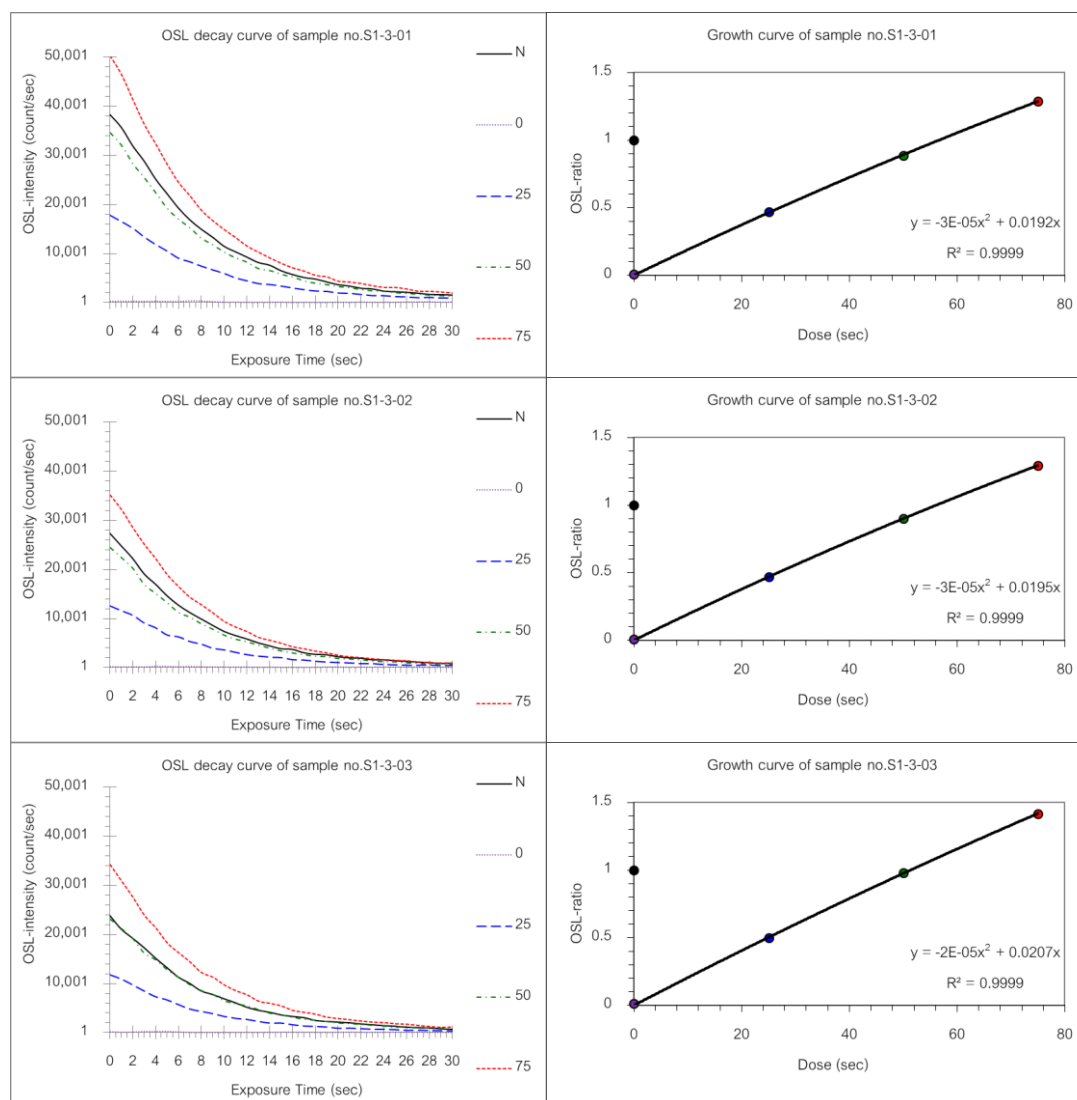 OSL decay curve of sample no.S1-3-01
OSL-intensity (count/sec)
50,001
40,001
30,001
20,001
10,001
1
0 2 4 6 8 10 12 14 16 18 20 22 24 26 28 30
Exposure Time (sec)
N
0
25
50
75
Growth curve of sample no.S1-3-01
OSL-ratio
1.5
1
0.5
0
y = -3E-05x² + 0.0192x
R² = 0.9999
0 20 40 60 80
Dose (sec)
OSL decay curve of sample no.S1-3-02
OSL-intensity (count/sec)
50,001
40,001
30,001
20,001
10,001
1
0 2 4 6 8 10 12 14 16 18 20 22 24 26 28 30
Exposure Time (sec)
N
0
25
50
75
Growth curve of sample no.S1-3-02
OSL-ratio
1.5
1
0.5
0
y = -3E-05x² + 0.0195x
R² = 0.9999
0 20 40 60 80
Dose (sec)
OSL decay curve of sample no.S1-3-03
OSL-intensity (count/sec)
50,001
40,001
30,001
20,001
10,001
1
0 2 4 6 8 10 12 14 16 18 20 22 24 26 28 30
Exposure Time (sec)
N
0
25
50
75
Growth curve of sample no.S1-3-03
OSL-ratio
1.5
1
0.5
0
y = -2E-05x² + 0.0207x
R² = 0.9999
0 20 40 60 80
Dose (sec)